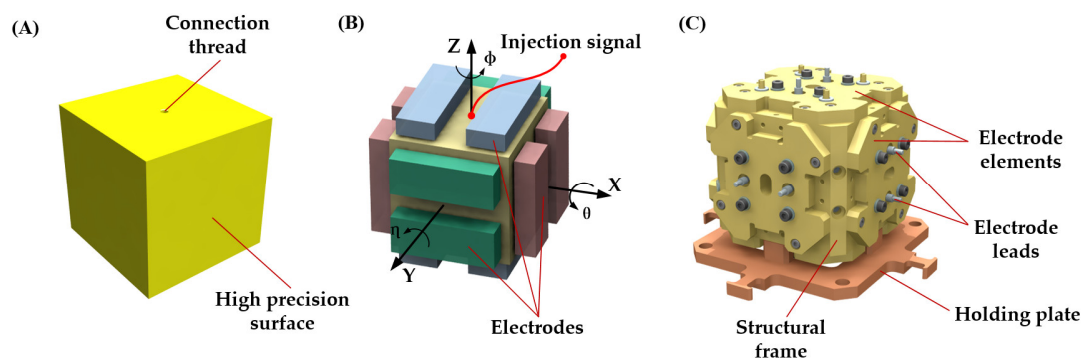 (A)
Connection
thread
High precision
surface
(B)
Z
ϕ
Injection signal
X
θ
η
Y
Electrodes
(C)
Electrode
elements
Electrode
leads
Holding plate
Structural
frame